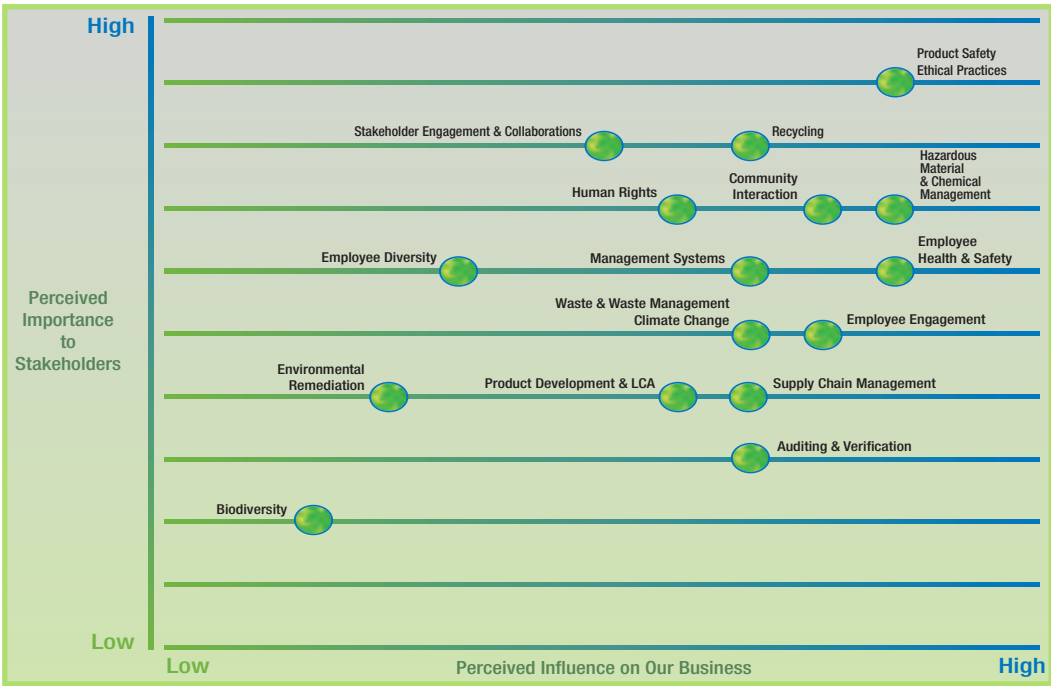 High
Product Safety
Ethical Practices
Stakeholder Engagement & Collaborations
Recycling
Hazardous
Material
& Chemical
Management
Community
Interaction
Human Rights
Employee
Health & Safety
Employee Diversity
Management Systems
Perceived
Importance
to
Stakeholders
Waste & Waste Management
Climate Change
Employee Engagement
Environmental
Remediation
Product Development & LCA
Supply Chain Management
Auditing & Verification
Biodiversity
Low
Low
Perceived Influence on Our Business
High